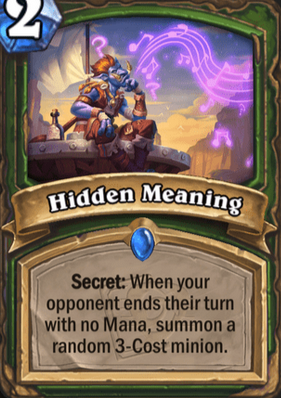 2
Hidden Meaning
Secret: When your
opponent ends their turn
with no Mana, summon a
random 3-Cost minion.